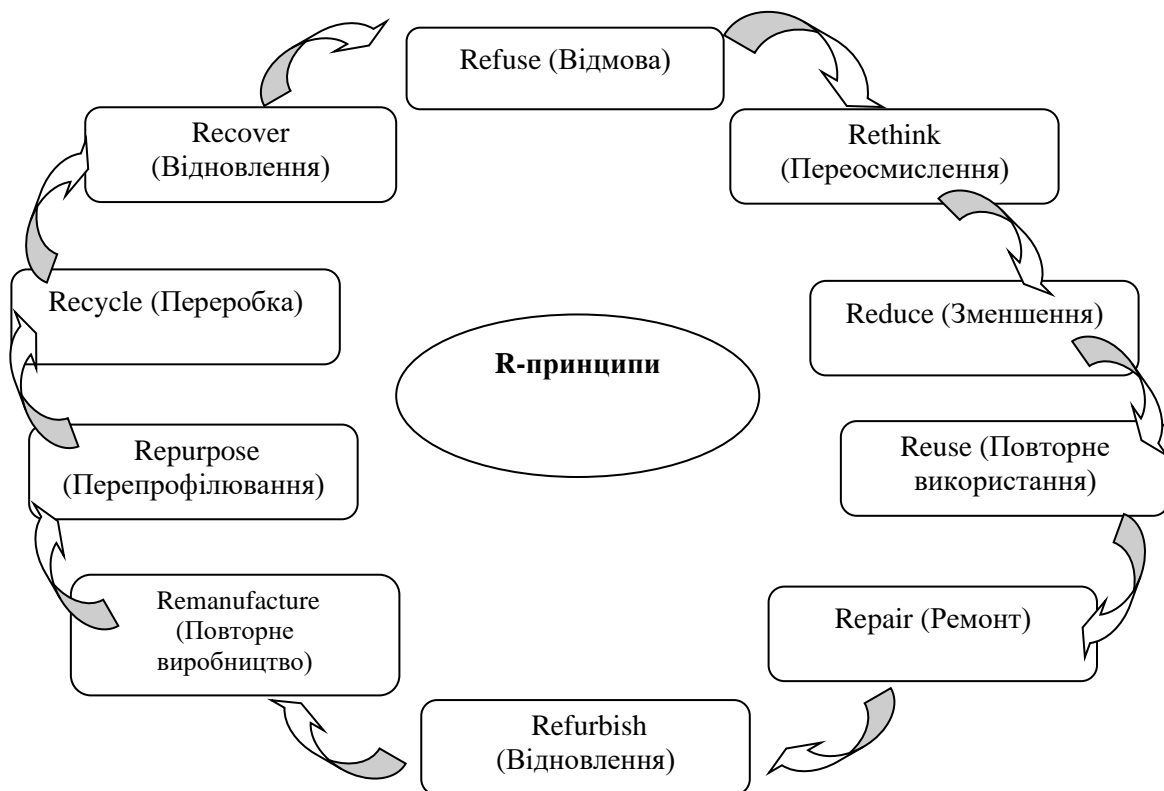 Refuse (Відмова)
Rethink
(Переосмислення)
Reduce (Зменшення)
Reuse (Повторне
використання)
Repair (Ремонт)
Refurbish
(Відновлення)
Remanufacture
(Повторне
виробництво)
Repurpose
(Перепрофілювання)
Recycle (Переробка)
Recover
(Відновлення)
R-принципи